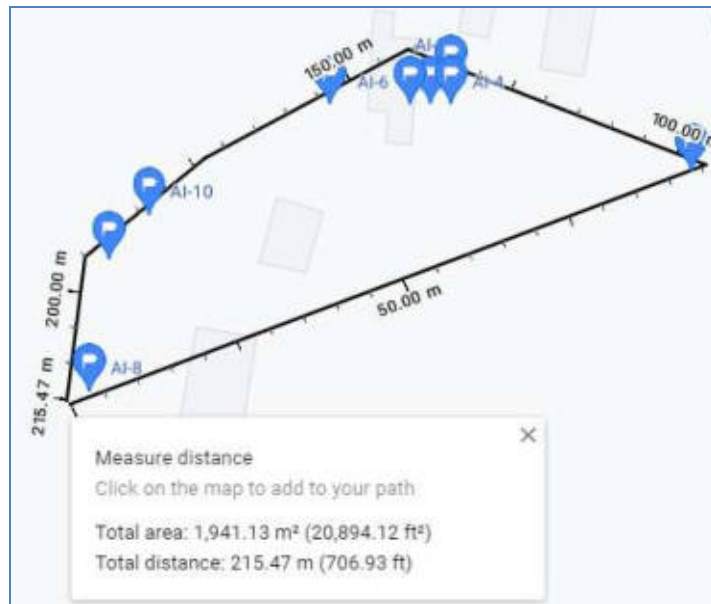 150.00 m
AI-6
AI-4
100.00 m
AI-10
200.00 m
50.00 m
AI-8
215.47 m
Measure distance
Click on the map to add to your path
Total area: 1,941.13 m² (20,894.12 ft²)
Total distance: 215.47 m (706.93 ft)